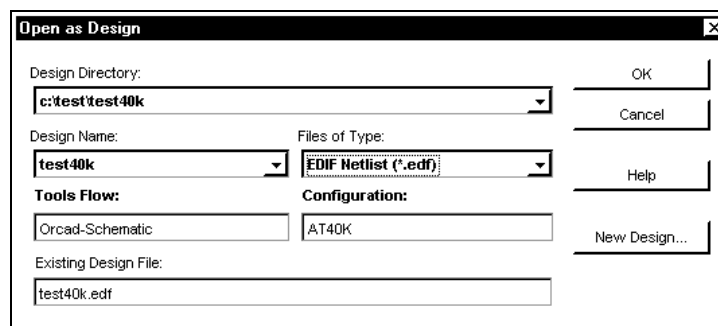 Open as Design
Design Directory:
OK
c:\test\test40k
Cancel
Design Name:
Files of Type:
test40k
EDIF Netlist (*.edf)
Help
Tools Flow:
Configuration:
Orcad-Schematic
AT40K
New Design...
Existing Design File:
test40k.edf